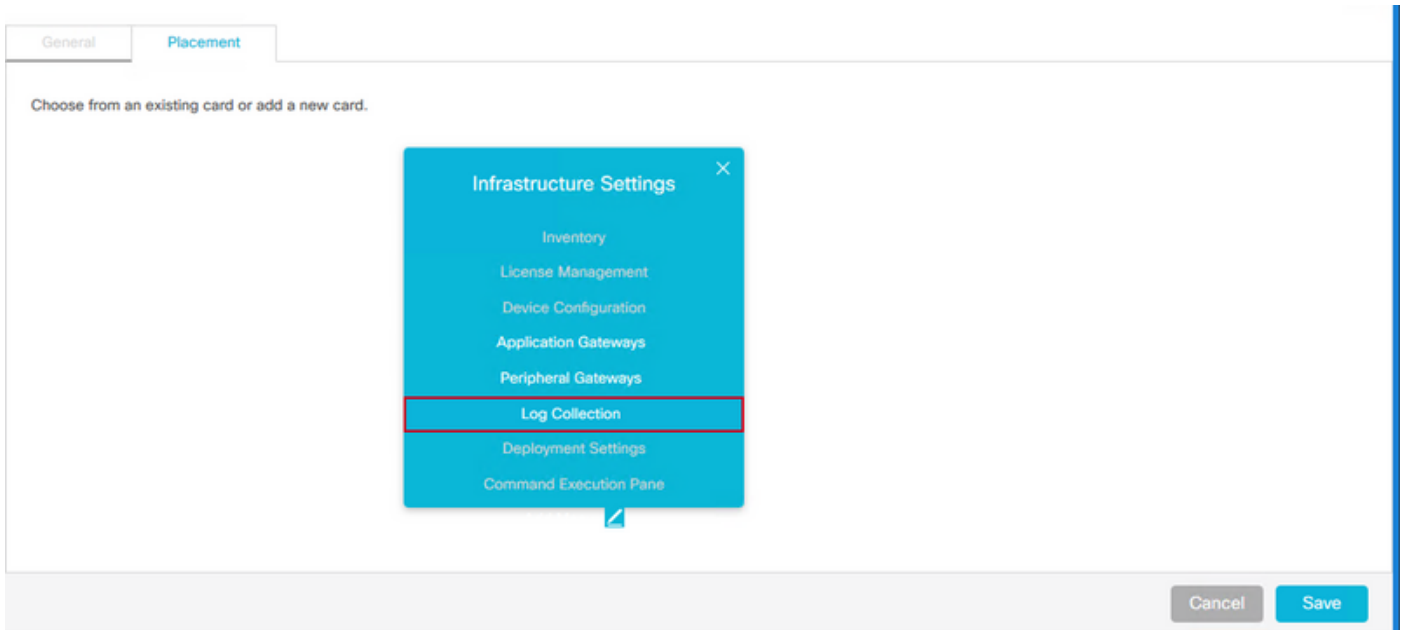 General
Placement
Choose from an existing card or add a new card.
Infrastructure Settings
Inventory
License Management
Device Configuration
Application Gateways
Peripheral Gateways
Log Collection
Deployment Settings
Command Execution Pane
Cancel
Save